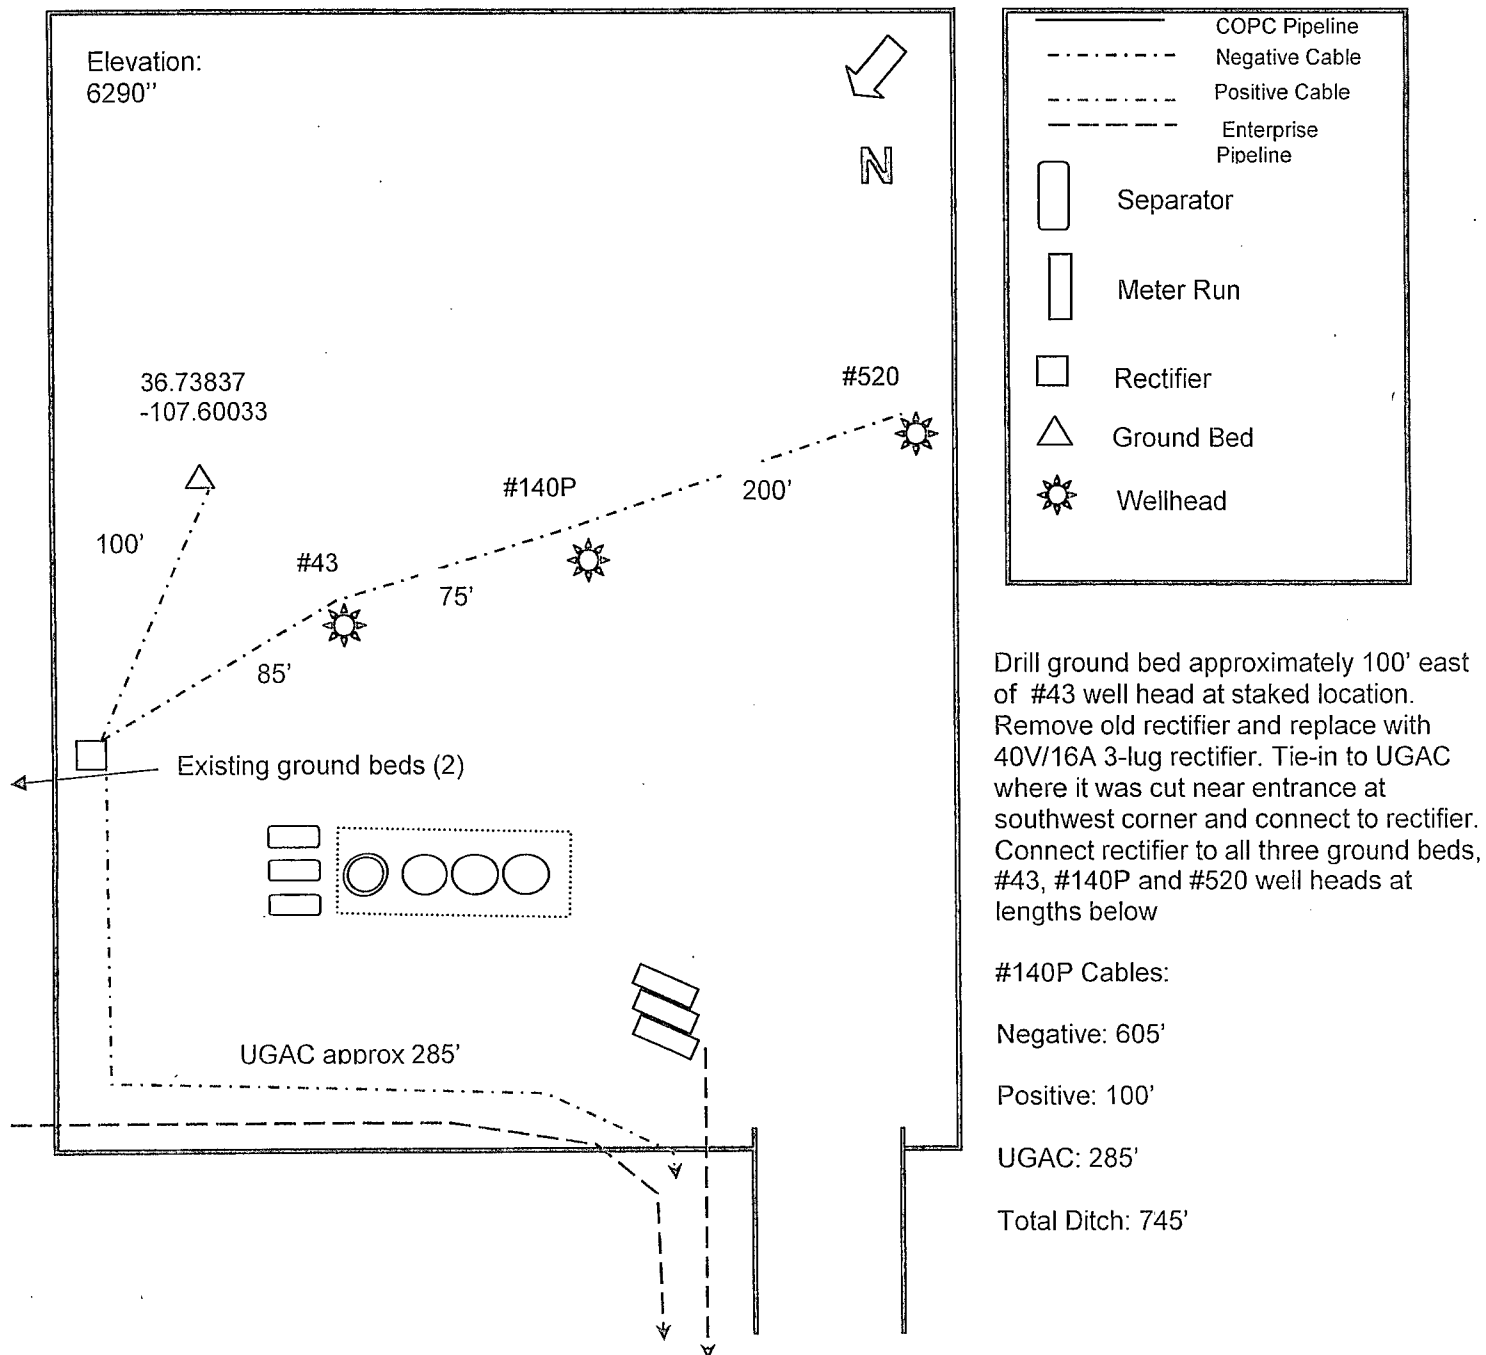 Elevation:
6290”
N
36.73837
-107.60033
#520
#140P
200’
100’
#43
75’
85’
Existing ground beds (2)
UGAC approx 285’
COPC Pipeline
Negative Cable
Positive Cable
Enterprise
Pipeline
Separator
Meter Run
Rectifier
Ground Bed
Wellhead
Drill ground bed approximately 100’ east
of #43 well head at staked location.
Remove old rectifier and replace with
40V/16A 3-lug rectifier. Tie-in to UGAC
where it was cut near entrance at
southwest corner and connect to rectifier.
Connect rectifier to all three ground beds,
#43, #140P and #520 well heads at
lengths below
#140P Cables:
Negative: 605’
Positive: 100’
UGAC: 285’
Total Ditch: 745’